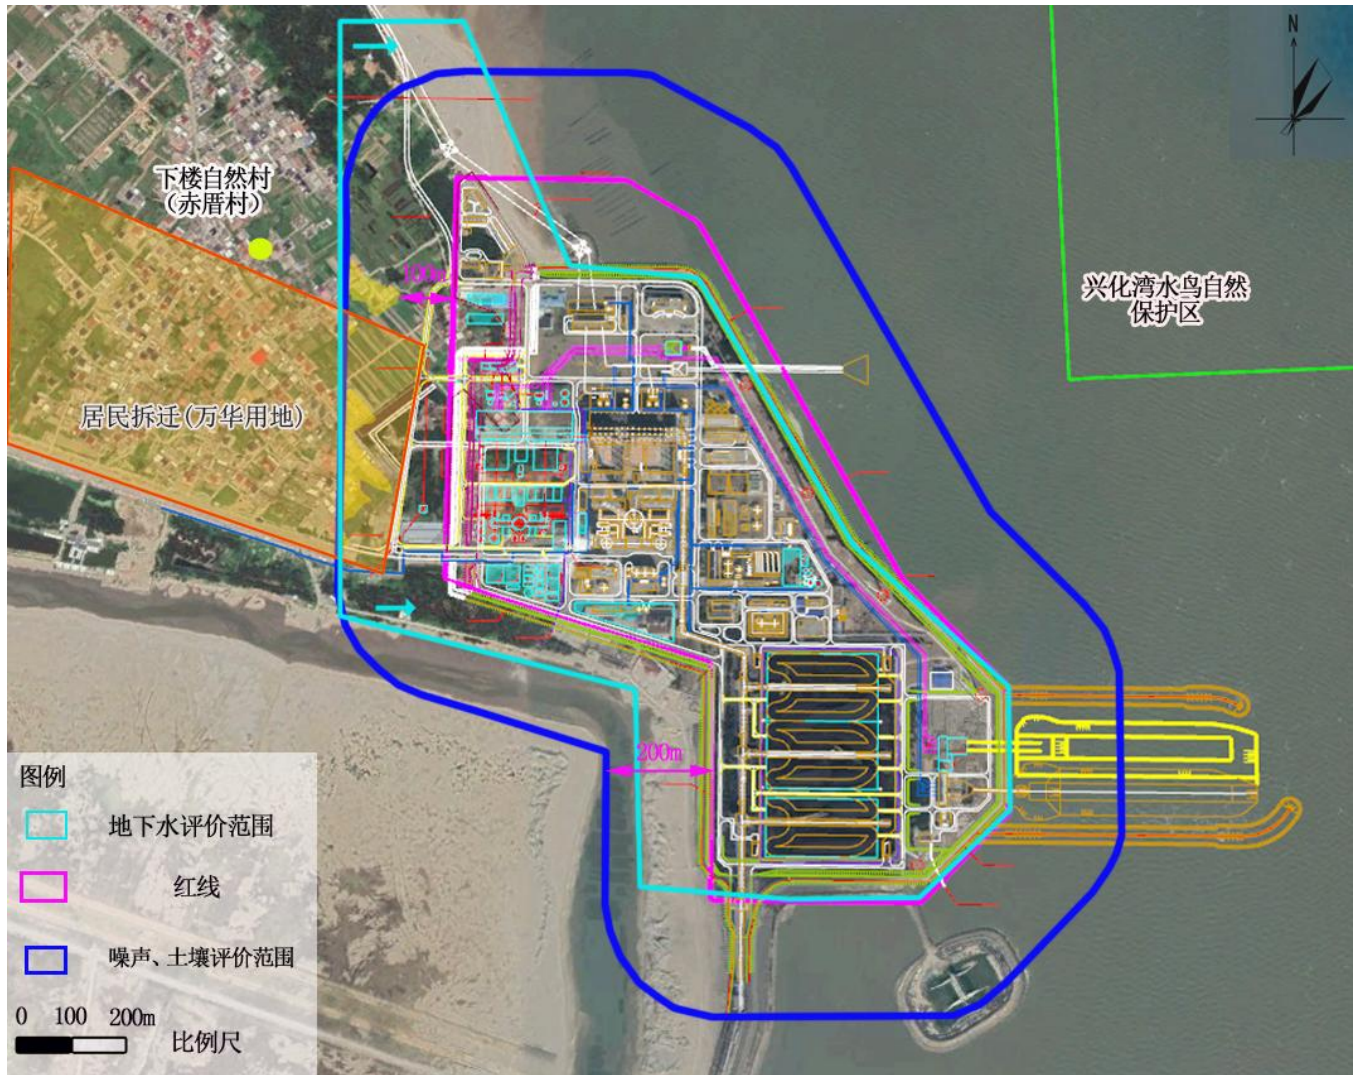 N
下楼自然村
（赤厝村）
100m
兴化湾水鸟自然
保护区
居民拆迁(万华用地)
200m
图例
地下水评价范围
红线
噪声、土壤评价范围
0 100 200m
比例尺